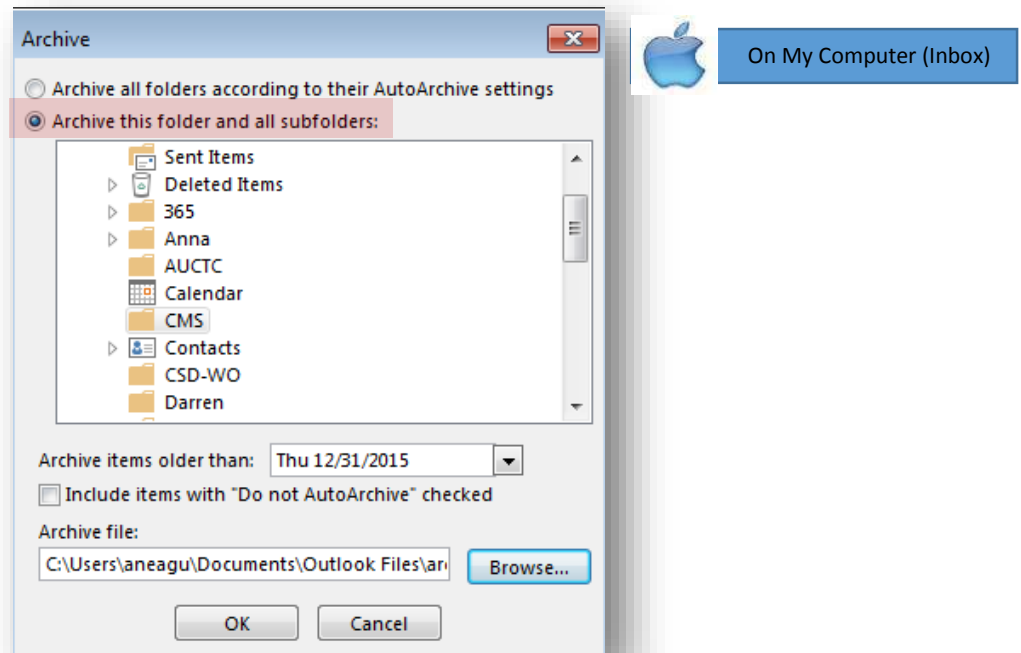 Archive
On My Computer (Inbox)
Archive all folders according to their AutoArchive settings
Archive this folder and all subfolders:
Sent Items
Deleted Items
365
Anna
AUCTC
Calendar
CMS
Contacts
CSD-WO
Darren
Archive items older than: Thu 12/31/2015
Include items with "Do not AutoArchive" checked
Archive file:
C:\Users\aneagu\Documents\Outlook Files\ar Browse...
OK Cancel